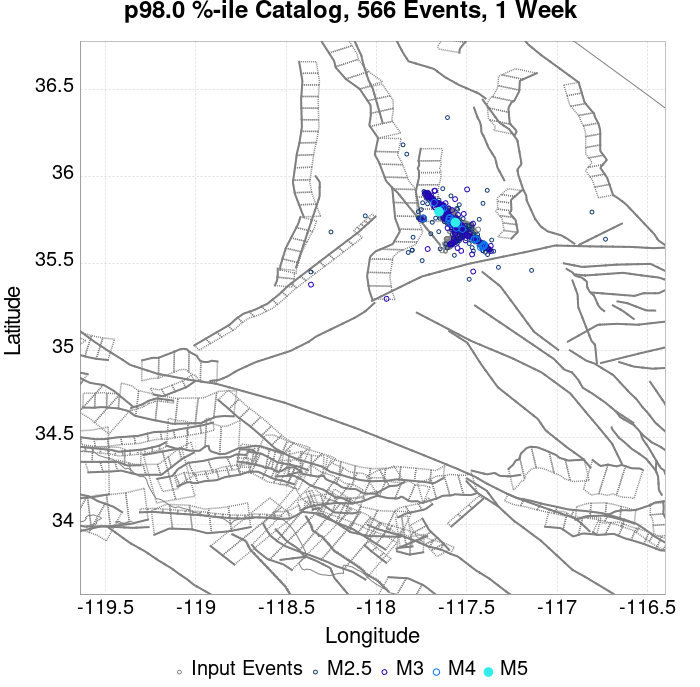 p98.0 %-ile Catalog, 566 Events, 1 Week
36.5
36
35.5
35
34.5
34
Latitude
-119.5 -119 -118.5 -118 -117.5 -117 -116.5
Longitude
Input Events M2.5 M3 M4 M5